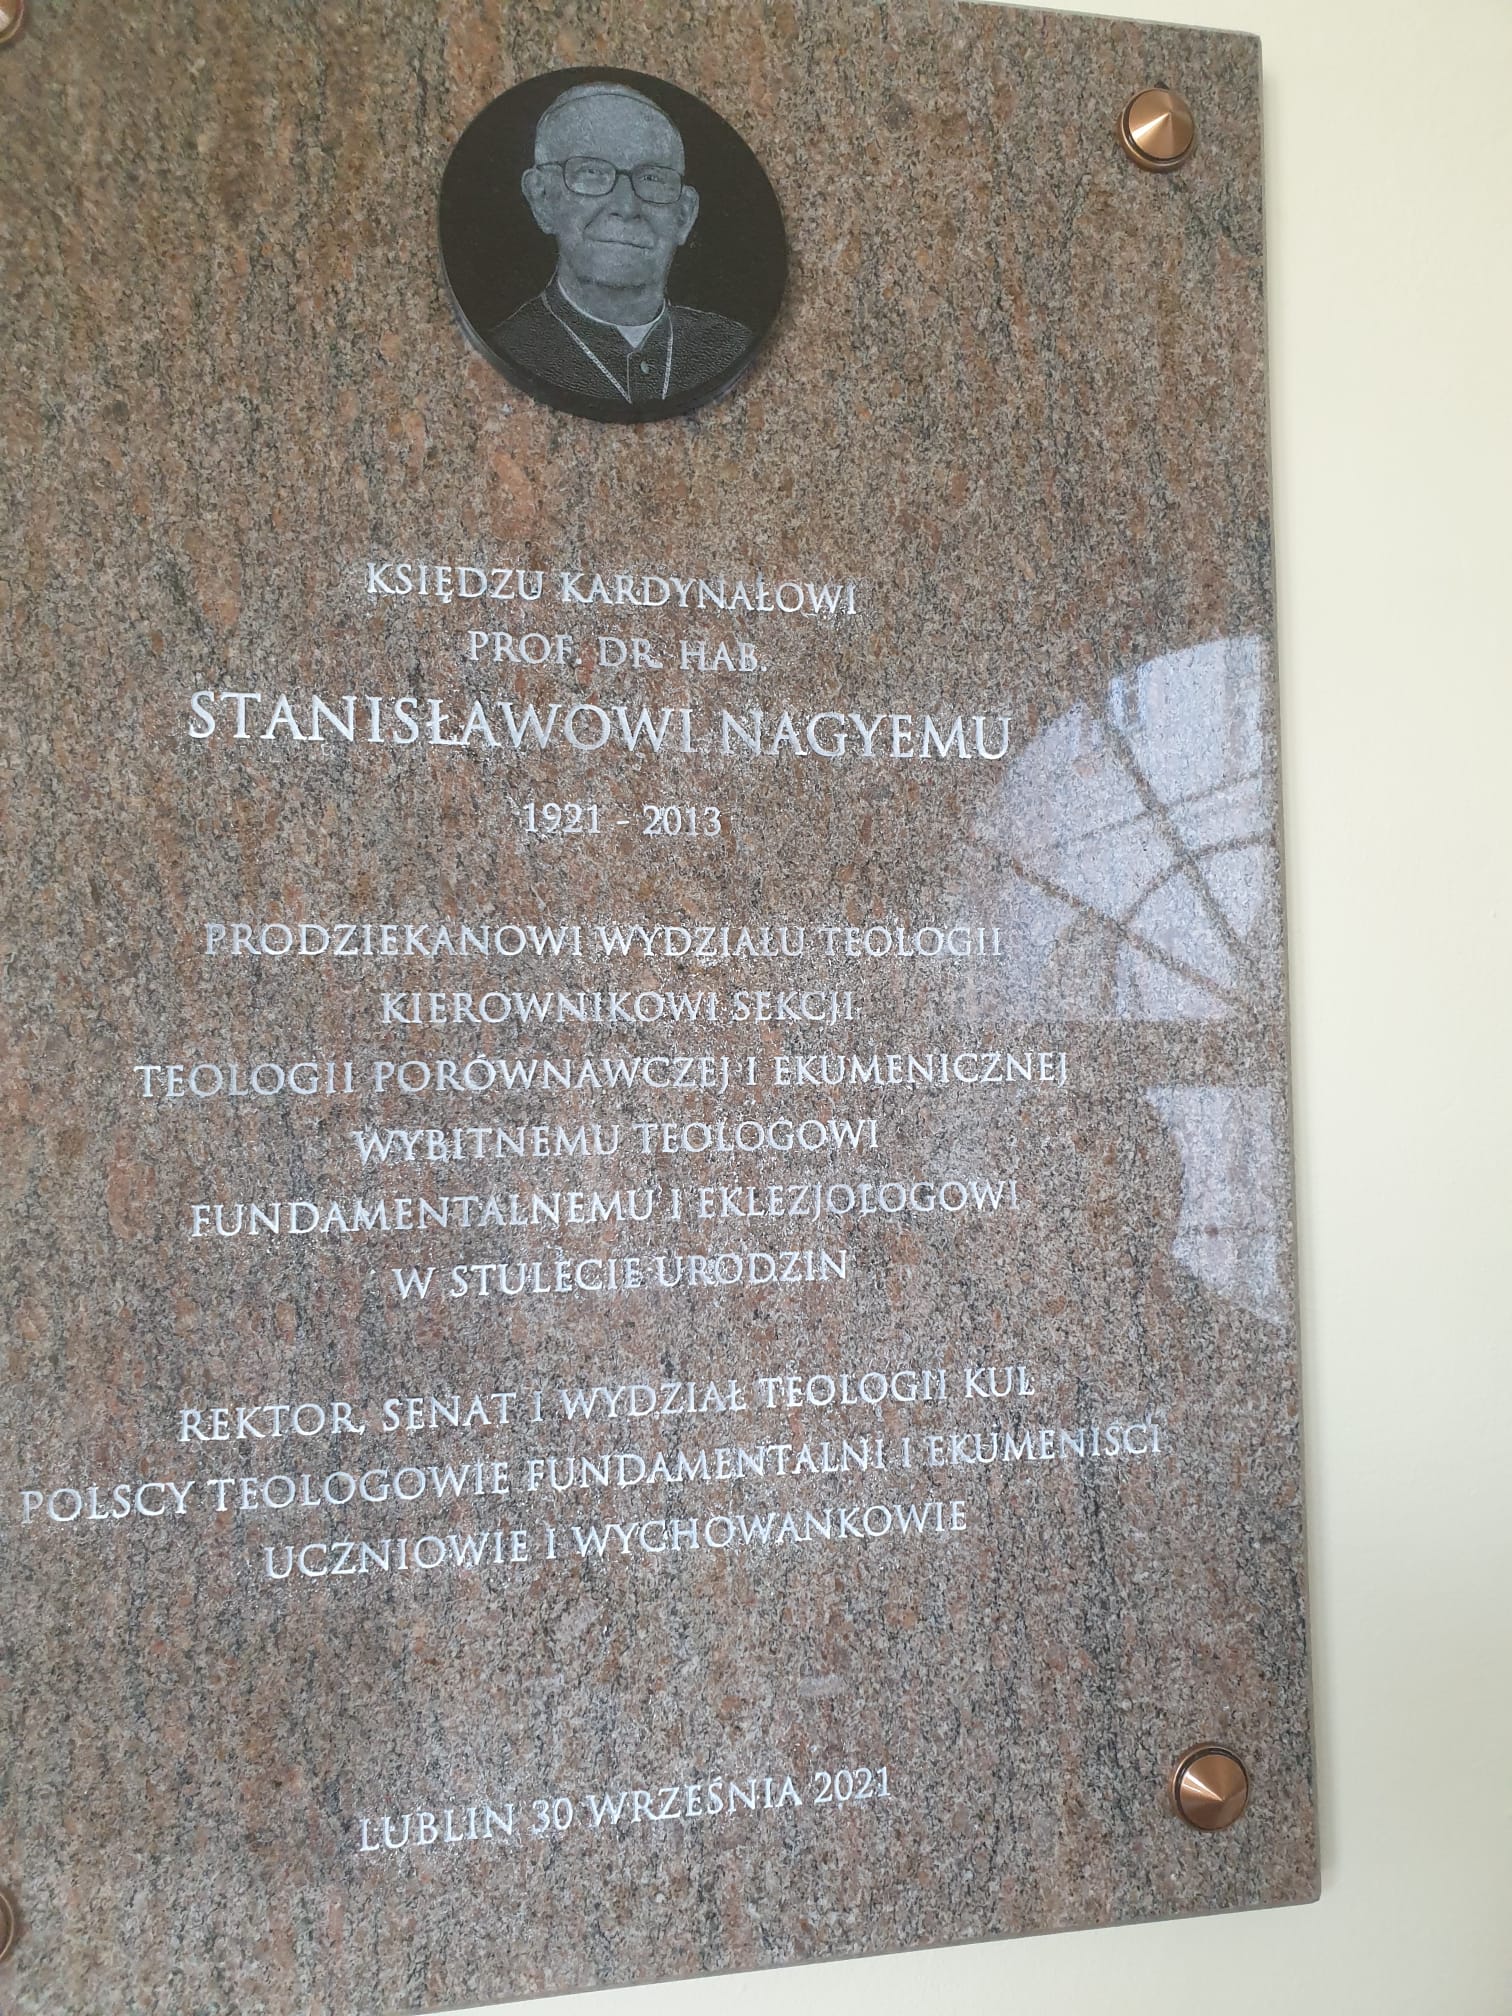 KSIĘDZU KARDYNAŁOWI
PROF. DR. HAB.
STANISŁAWOWI NAGYEMU
1921 - 2013
PRODZIEKANOWI WYDZIAŁU TEOLOGII
KIEROWNIKOWI SEKCJI
TEOLOGII PORÓWNAWCZEJ I EKUMENICZNEJ
WYBITNEMU TEOLOGOWI
FUNDAMENTALNEMU I EKLEZJOLOGOWI
W STULECIE URODZIN
REKTOR, SENAT I WYDZIAŁ TEOLOGII KUL
POLSCY TEOLOGOWIE FUNDAMENTALNI I EKUMENIŚCI
UCZNIOWIE I WYCHOWANKOWIE
LUBLIN 30 WRZEŚNIA 2021